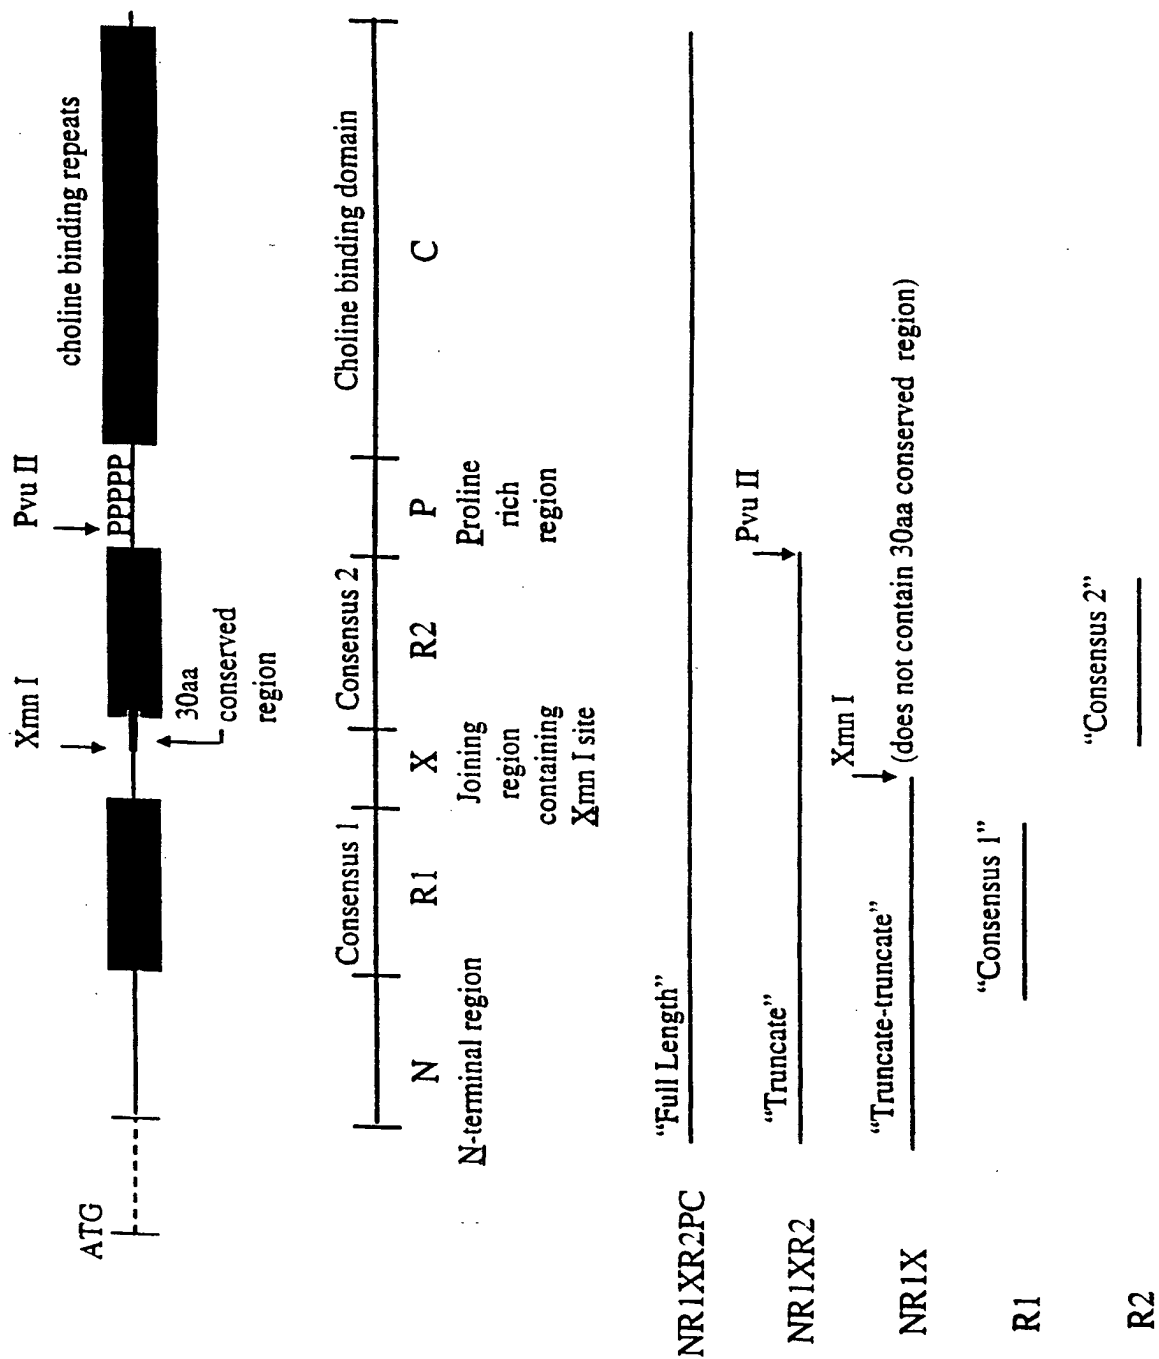 ATG
Xmn I
Pvu II
PPPPP
choline binding repeats
30aa
conserved
region
Consensus 1
Consensus 2
Choline binding domain
N
R1
X
R2
P
C
N-terminal region
Joining
region
containing
Xmn I site
Proline
rich
region
NR1XR2PC
“Full Length”
NR1XR2
“Truncate”
Pvu II
NR1X
“Truncate-truncate”
Xmn I
(does not contain 30aa conserved region)
R1
“Consensus 1”
R2
“Consensus 2”